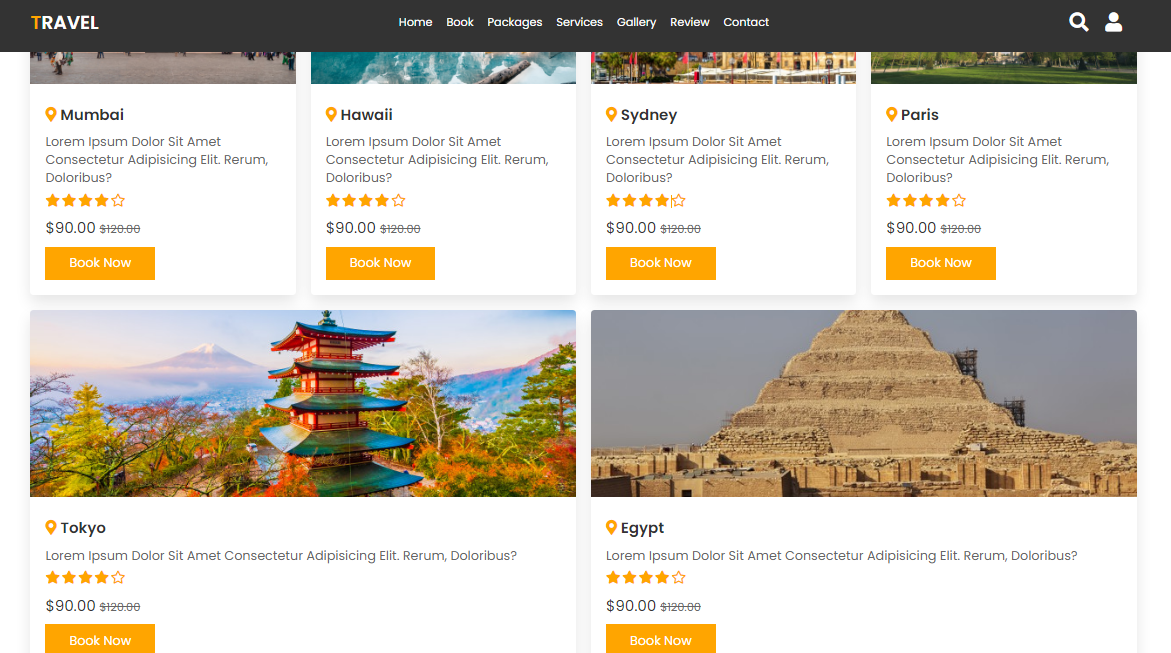 TRAVEL
Home Book Packages Services Gallery Review Contact
Mumbai
Lorem Ipsum Dolor Sit Amet
Consectetur Adipisicing Elit. Rerum,
Doloribus?
$90.00 $120.00
Book Now
Hawaii
Lorem Ipsum Dolor Sit Amet
Consectetur Adipisicing Elit. Rerum,
Doloribus?
$90.00 $120.00
Book Now
Sydney
Lorem Ipsum Dolor Sit Amet
Consectetur Adipisicing Elit. Rerum,
Doloribus?
$90.00 $120.00
Book Now
Paris
Lorem Ipsum Dolor Sit Amet
Consectetur Adipisicing Elit. Rerum,
Doloribus?
$90.00 $120.00
Book Now
Tokyo
Lorem Ipsum Dolor Sit Amet Consectetur Adipisicing Elit. Rerum, Doloribus?
$90.00 $120.00
Book Now
Egypt
Lorem Ipsum Dolor Sit Amet Consectetur Adipisicing Elit. Rerum, Doloribus?
$90.00 $120.00
Book Now